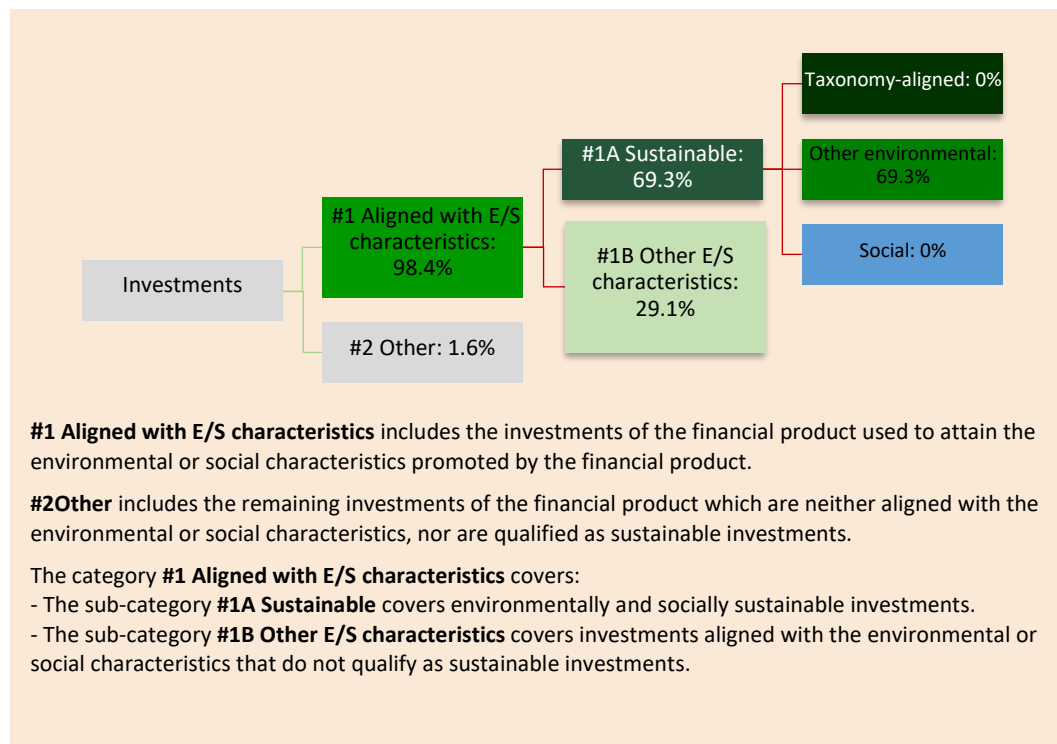 Taxonomy-aligned: 0%
#1A Sustainable:
69.3%
Other environmental:
69.3%
#1 Aligned with E/S
characteristics:
98.4%
#1B Other E/S
characteristics:
29.1%
Social: 0%
Investments
#2 Other: 1.6%
#1 Aligned with E/S characteristics includes the investments of the financial product used to attain the
environmental or social characteristics promoted by the financial product.
#2Other includes the remaining investments of the financial product which are neither aligned with the
environmental or social characteristics, nor are qualified as sustainable investments.
The category #1 Aligned with E/S characteristics covers:
- The sub-category #1A Sustainable covers environmentally and socially sustainable investments.
- The sub-category #1B Other E/S characteristics covers investments aligned with the environmental or
social characteristics that do not qualify as sustainable investments.